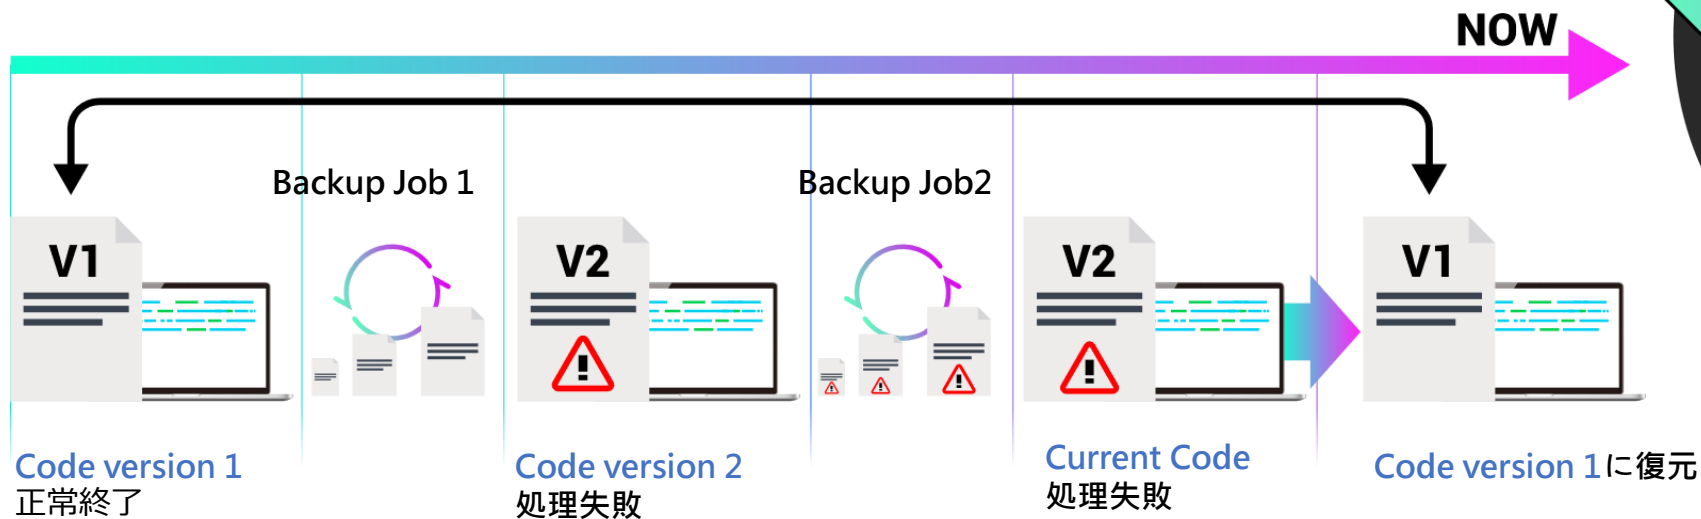 NOW
Backup Job 1
Backup Job2
V1
V2
V2
V1
Code version 1
正常終了
Code version 2
処理失敗
Current Code
処理失敗
Code version 1に復元